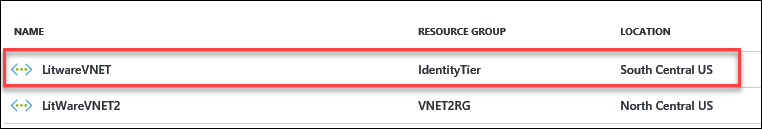 NAME RESOURCE GROUP LOCATION
LitwareVNET IdentityTier South Central US
LitWareVNET2 VNET2RG North Central US